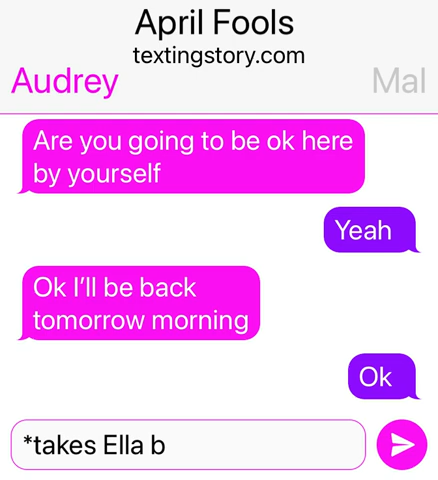 April Fools
textingstory.com
Audrey
Mal
Are you going to be ok here
by yourself
Yeah
Ok I’ll be back
tomorrow morning
Ok
*takes Ella b